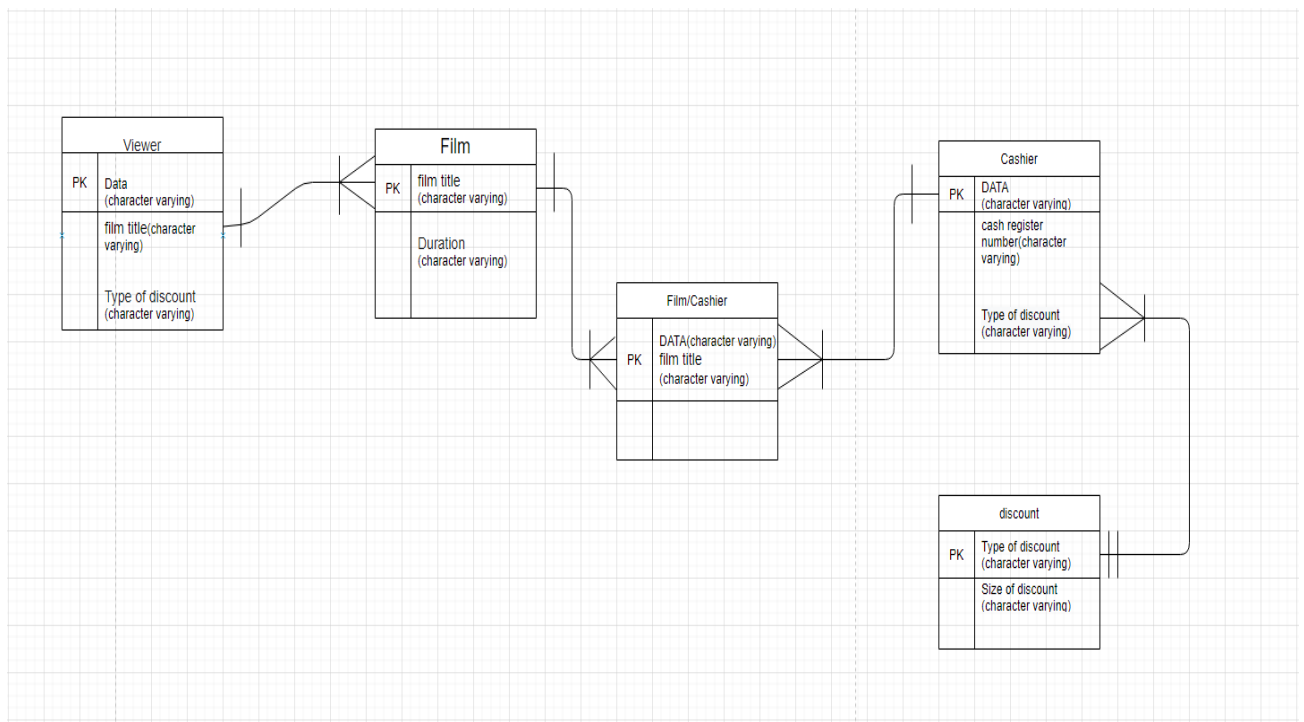 Viewer
PK
Data
(character varying)
film title(character
varying)
Type of discount
(character varying)
Film
PK
film title
(character varying)
Duration
(character varying)
Film/Cashier
PK
DATA(character varying)
film title
(character varying)
Cashier
PK
DATA
(character varying)
cash register
number(character
varying)
Type of discount
(character varying)
discount
PK
Type of discount
(character varying)
Size of discount
(character varying)